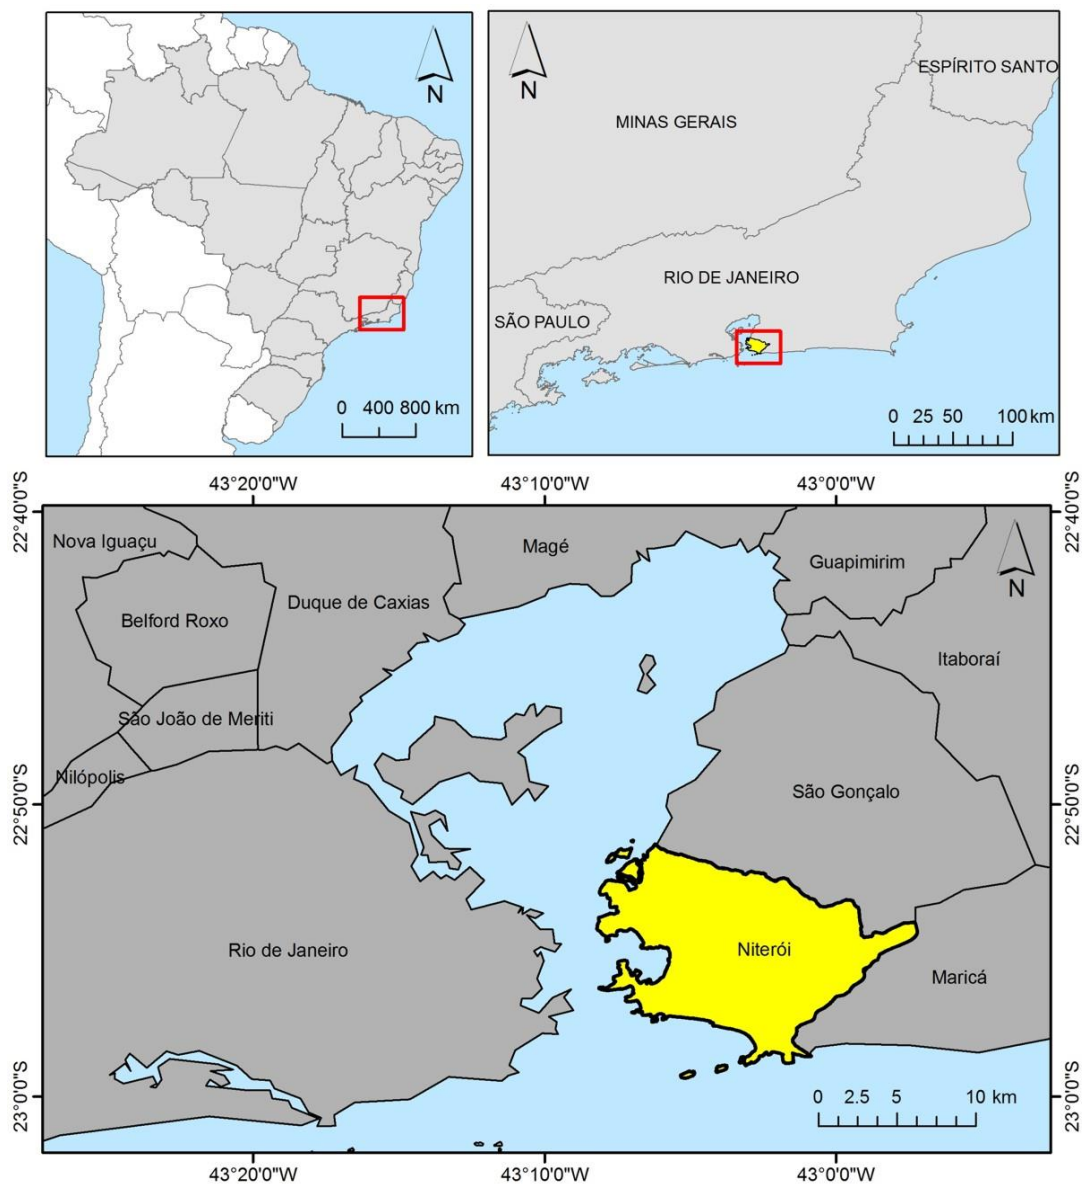 N
0 400 800 km
N
ESPÍRITO SANTO
MINAS GERAIS
RIO DE JANEIRO
SÃO PAULO
0 25 50 100 km
43°20'0"W 43°10'0"W 43°0'0"W
22°40'0"S
22°50'0"S
23°0'0"S
Nova Iguaçu
Magé
Guapimirim
N
Belford Roxo
Duque de Caxias
Itaboraí
São João de Meriti
Nilópolis
São Gonçalo
Rio de Janeiro
Niterói
Maricá
0 2.5 5 10 km
22°40'0"S
22°50'0"S
23°0'0"S
43°20'0"W 43°10'0"W 43°0'0"W